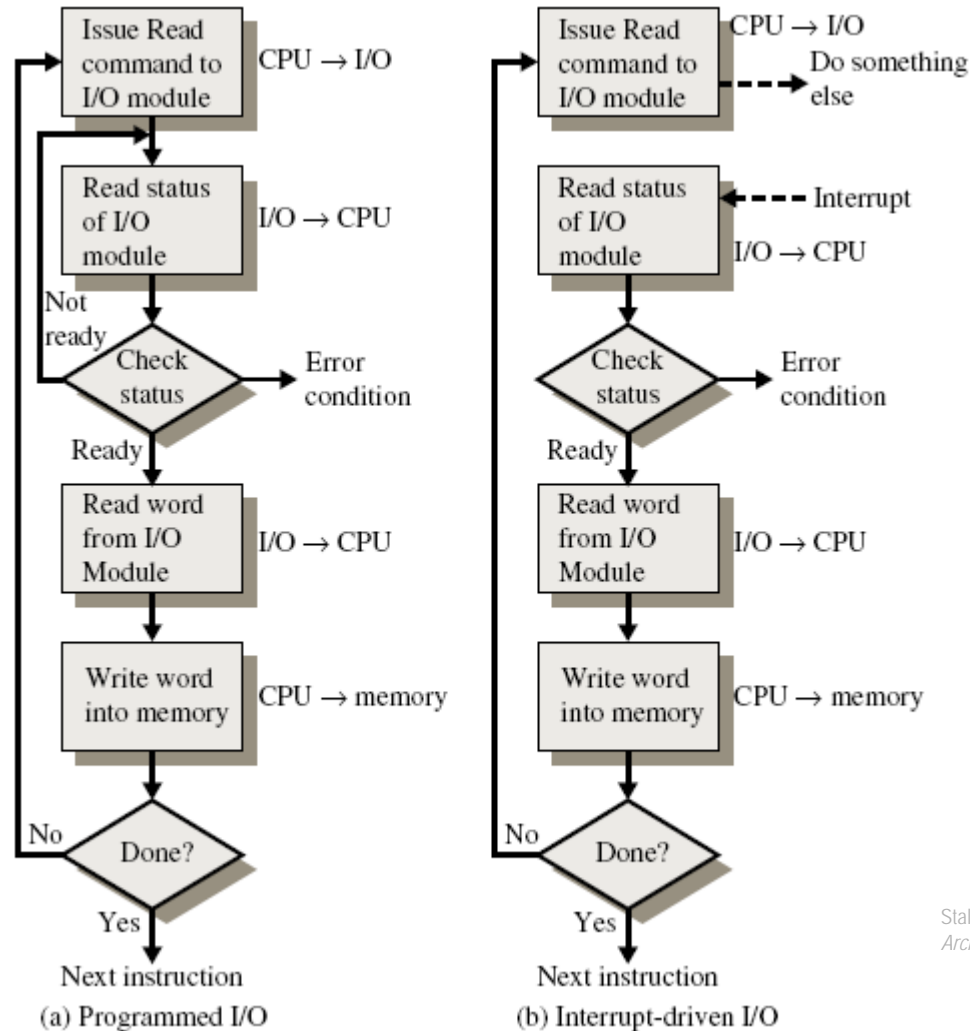 Issue Read
command to
I/O module
CPU → I/O
Read status
of I/O
module
I/O → CPU
Not
ready
Check
status
Error
condition
Ready
Read word
from I/O
Module
I/O → CPU
Write word
into memory
CPU → memory
No
Done?
Yes
Next instruction
(a) Programmed I/O
Issue Read
command to
I/O module
CPU → I/O
Do something
else
Read status
of I/O
module
Interrupt
I/O → CPU
Check
status
Error
condition
Ready
Read word
from I/O
Module
I/O → CPU
Write word
into memory
CPU → memory
No
Done?
Yes
Next instruction
(b) Interrupt-driven I/O